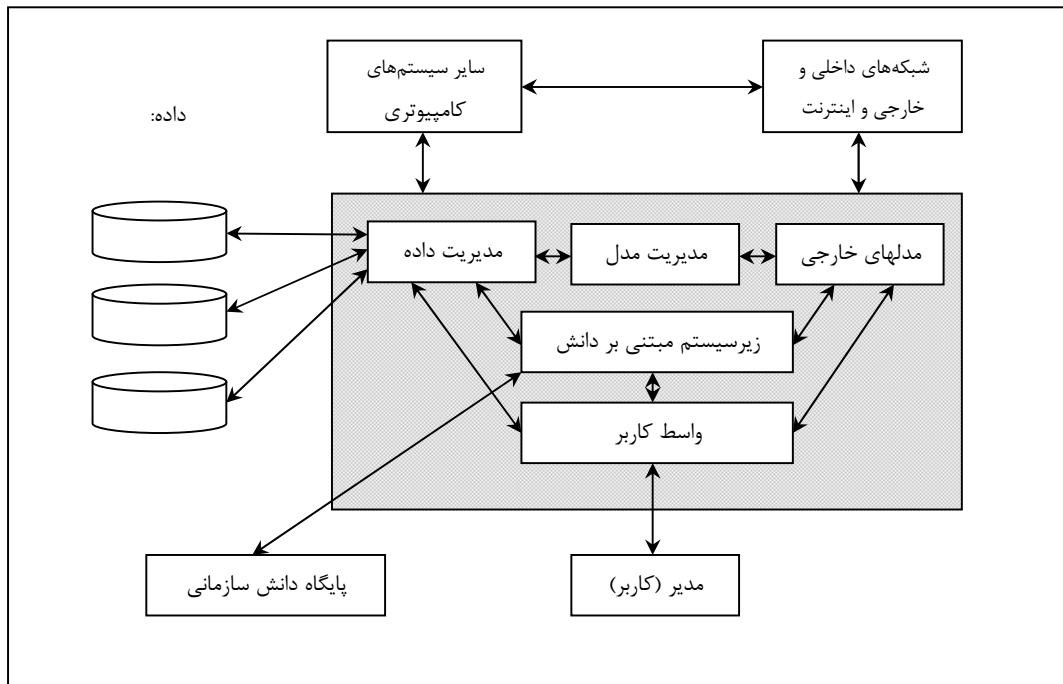 شبکه‌های داخلی و
خارجی و اینترنت
سایر سیستم‌های
کامپیوتری
داده:
مدلهای خارجی
مدیریت مدل
مدیریت داده
زیرسیستم مبتنی بر دانش
واسط کاربر
مدیر (کاربر)
پایگاه دانش سازمانی